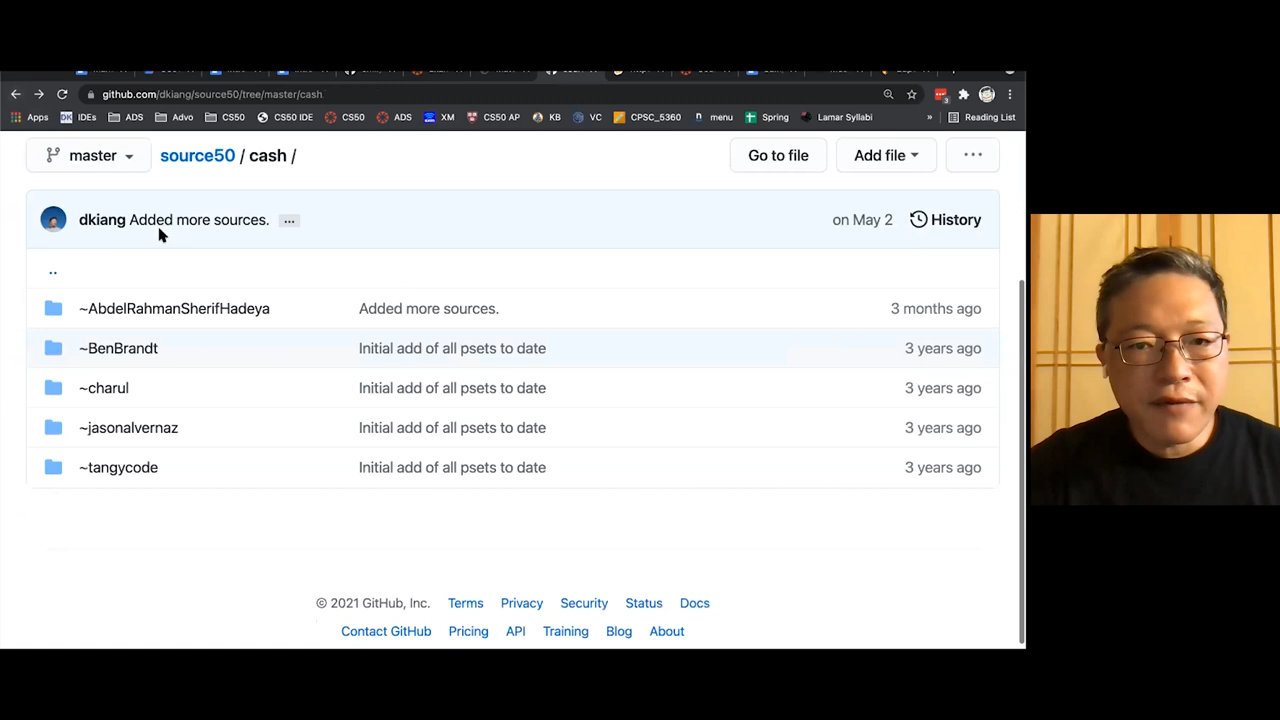 github.com/dkiang/source50/tree/master/cash
3
Apps DK IDEs ADS Advo CS50 CS50 IDE CS50 ADS XM CS50 AP KB VC CPSC_5360 menu Spring Lamar Syllabi » Reading List
master source50 / cash / Go to file Add file ...
dkiang Added more sources. ... on May 2 History
..
~AbdelRahmanSherifHadeya Added more sources. 3 months ago
~BenBrandt Initial add of all psets to date 3 years ago
~charul Initial add of all psets to date 3 years ago
~jasonalvernaz Initial add of all psets to date 3 years ago
~tangycode Initial add of all psets to date 3 years ago
© 2021 GitHub, Inc. Terms Privacy Security Status Docs
Contact GitHub Pricing API Training Blog About